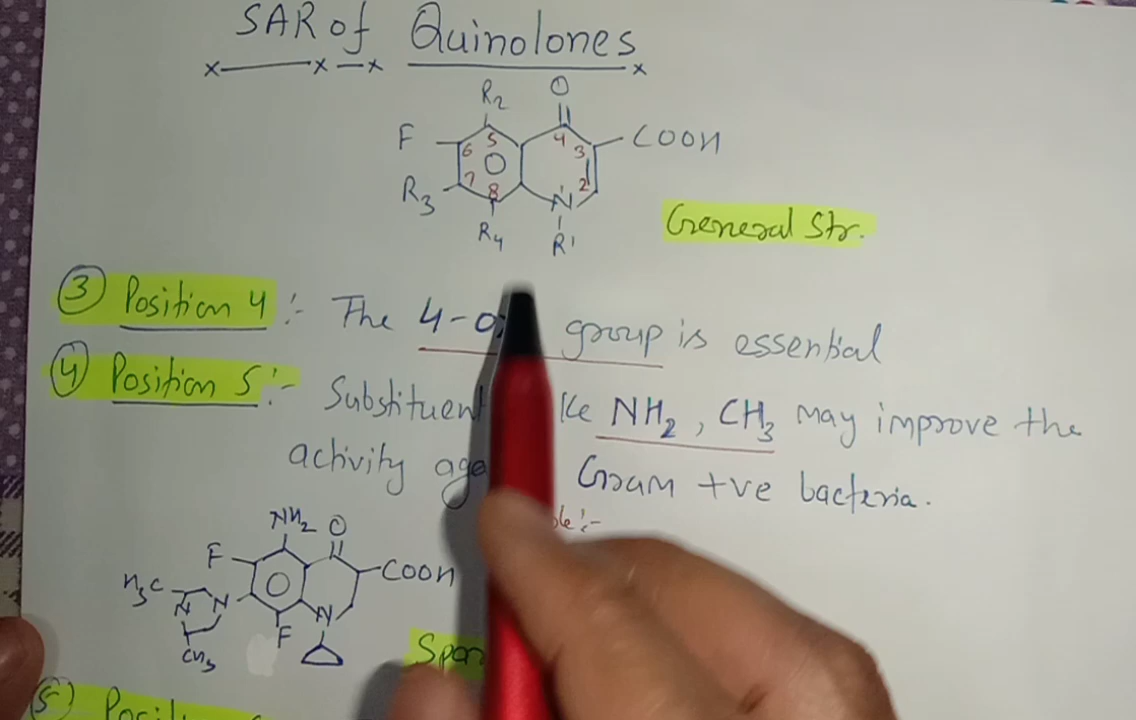 SAR of Quinolones
R2 O
F 5 4 COOH
6 3
7 8 2
R3 N 1
R4 R1
General Str.
③ Position 4 :- The 4- group is essential
④ Position 5 :- Substituent NH2, CH3 may improve the
activity Gram +ve bacteria.
NH2 O
F COOH
H3C N N N
CH3 F
⑤